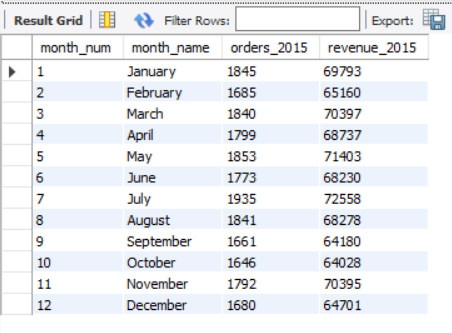 Result Grid Filter Rows: Export:
month_num month_name orders_2015 revenue_2015
1 January 1845 69793
2 February 1685 65160
3 March 1840 70397
4 April 1799 68737
5 May 1853 71403
6 June 1773 68230
7 July 1935 72558
8 August 1841 68278
9 September 1661 64180
10 October 1646 64028
11 November 1792 70395
12 December 1680 64701